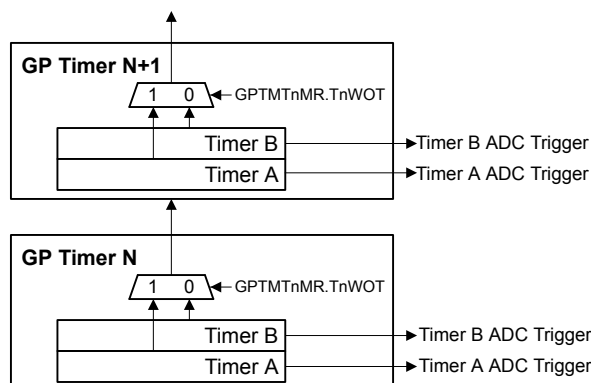 GP Timer N+1
1 0 GPTMTnMR.TnWOT
Timer B Timer B ADC Trigger
Timer A Timer A ADC Trigger
GP Timer N
1 0 GPTMTnMR.TnWOT
Timer B Timer B ADC Trigger
Timer A Timer A ADC Trigger